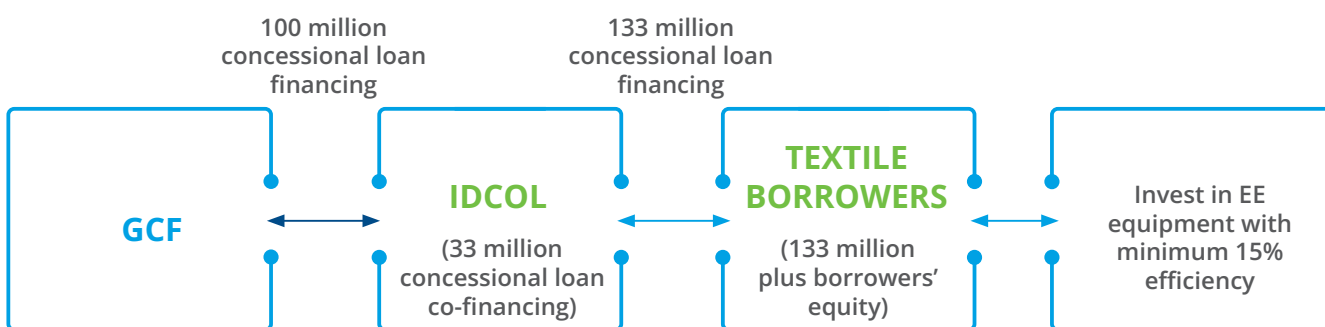 100 million
concessional loan
financing
133 million
concessional loan
financing
GCF
IDCOL
(33 million
concessional loan
co-financing)
TEXTILE
BORROWERS
(133 million
plus borrowers’
equity)
Invest in EE
equipment with
minimum 15%
efficiency